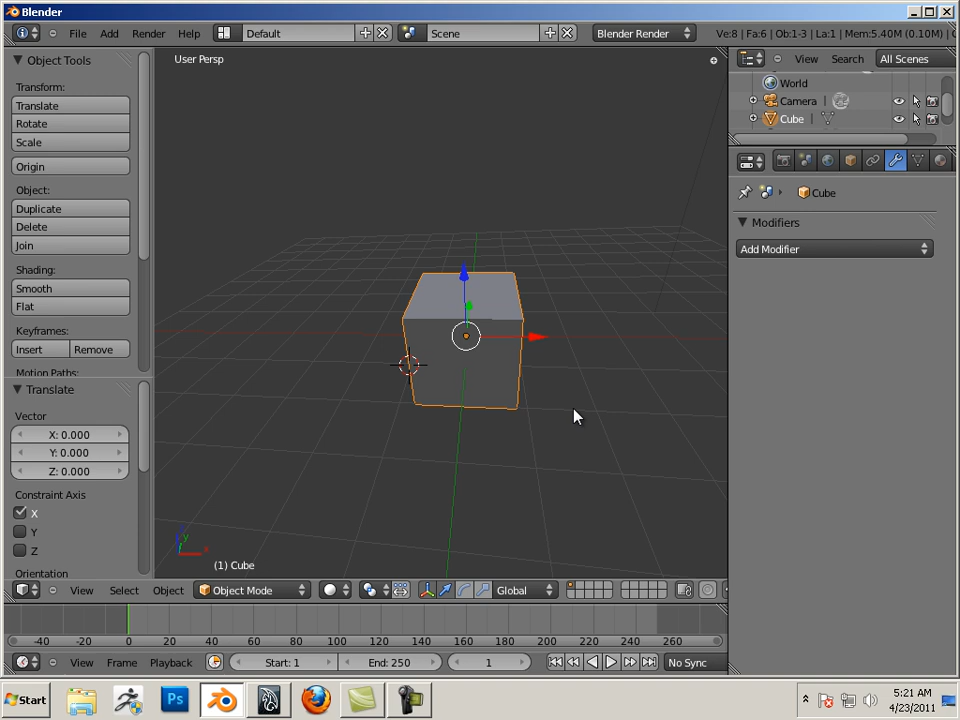 Blender
File Add Render Help Default Scene Blender Render Ve:8 | Fa:6 | Ob:1-3 | La:1 | Mem:5.40M (0.10M) |
Object Tools
Transform:
Translate
Rotate
Scale
Origin
Object:
Duplicate
Delete
Join
Shading:
Smooth
Flat
Keyframes:
Insert Remove
Motion Paths:
Translate
Vector
X: 0.000
Y: 0.000
Z: 0.000
Constraint Axis
X
Y
Z
Orientation
User Persp
y
x
(1) Cube
View Select Object Object Mode Global
View Search All Scenes
World
Camera
Cube
Cube
Modifiers
Add Modifier
-40 -20 0 20 40 60 80 100 120 140 160 180 200 220 240 260
View Frame Playback Start: 1 End: 250 1 No Sync
Start Ps 5:21 AM
4/23/2011